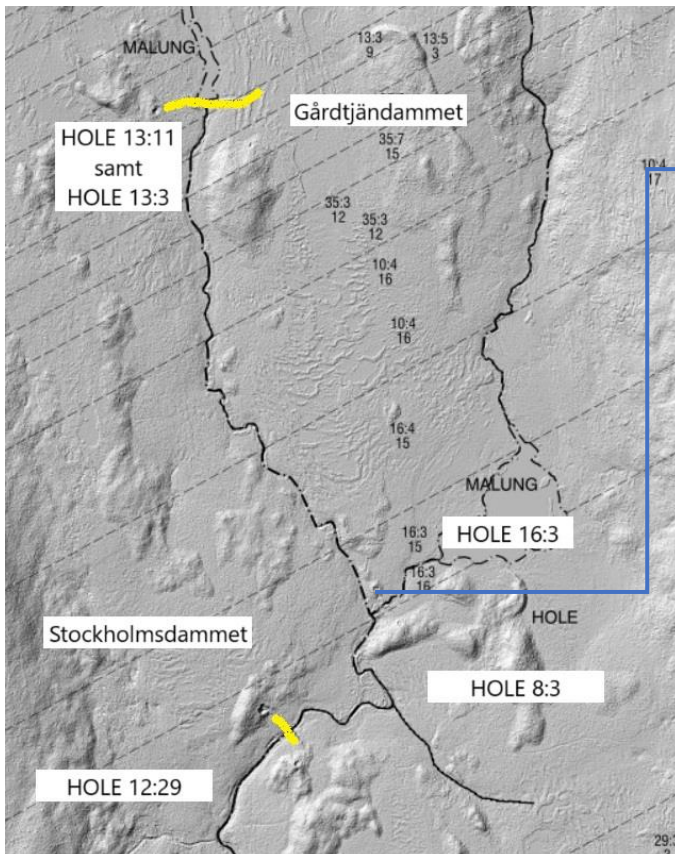 13:3
9
13:5
3
MALUNG
Gårdtjändammet
HOLE 13:11
samt
HOLE 13:3
35:7
15
10:4
17
35:3
12
35:3
12
10:4
16
10:4
16
16:4
15
MALUNG
HOLE 16:3
16:3
15
16:3
16
HOLE
Stockholmsdammet
HOLE 8:3
HOLE 12:29